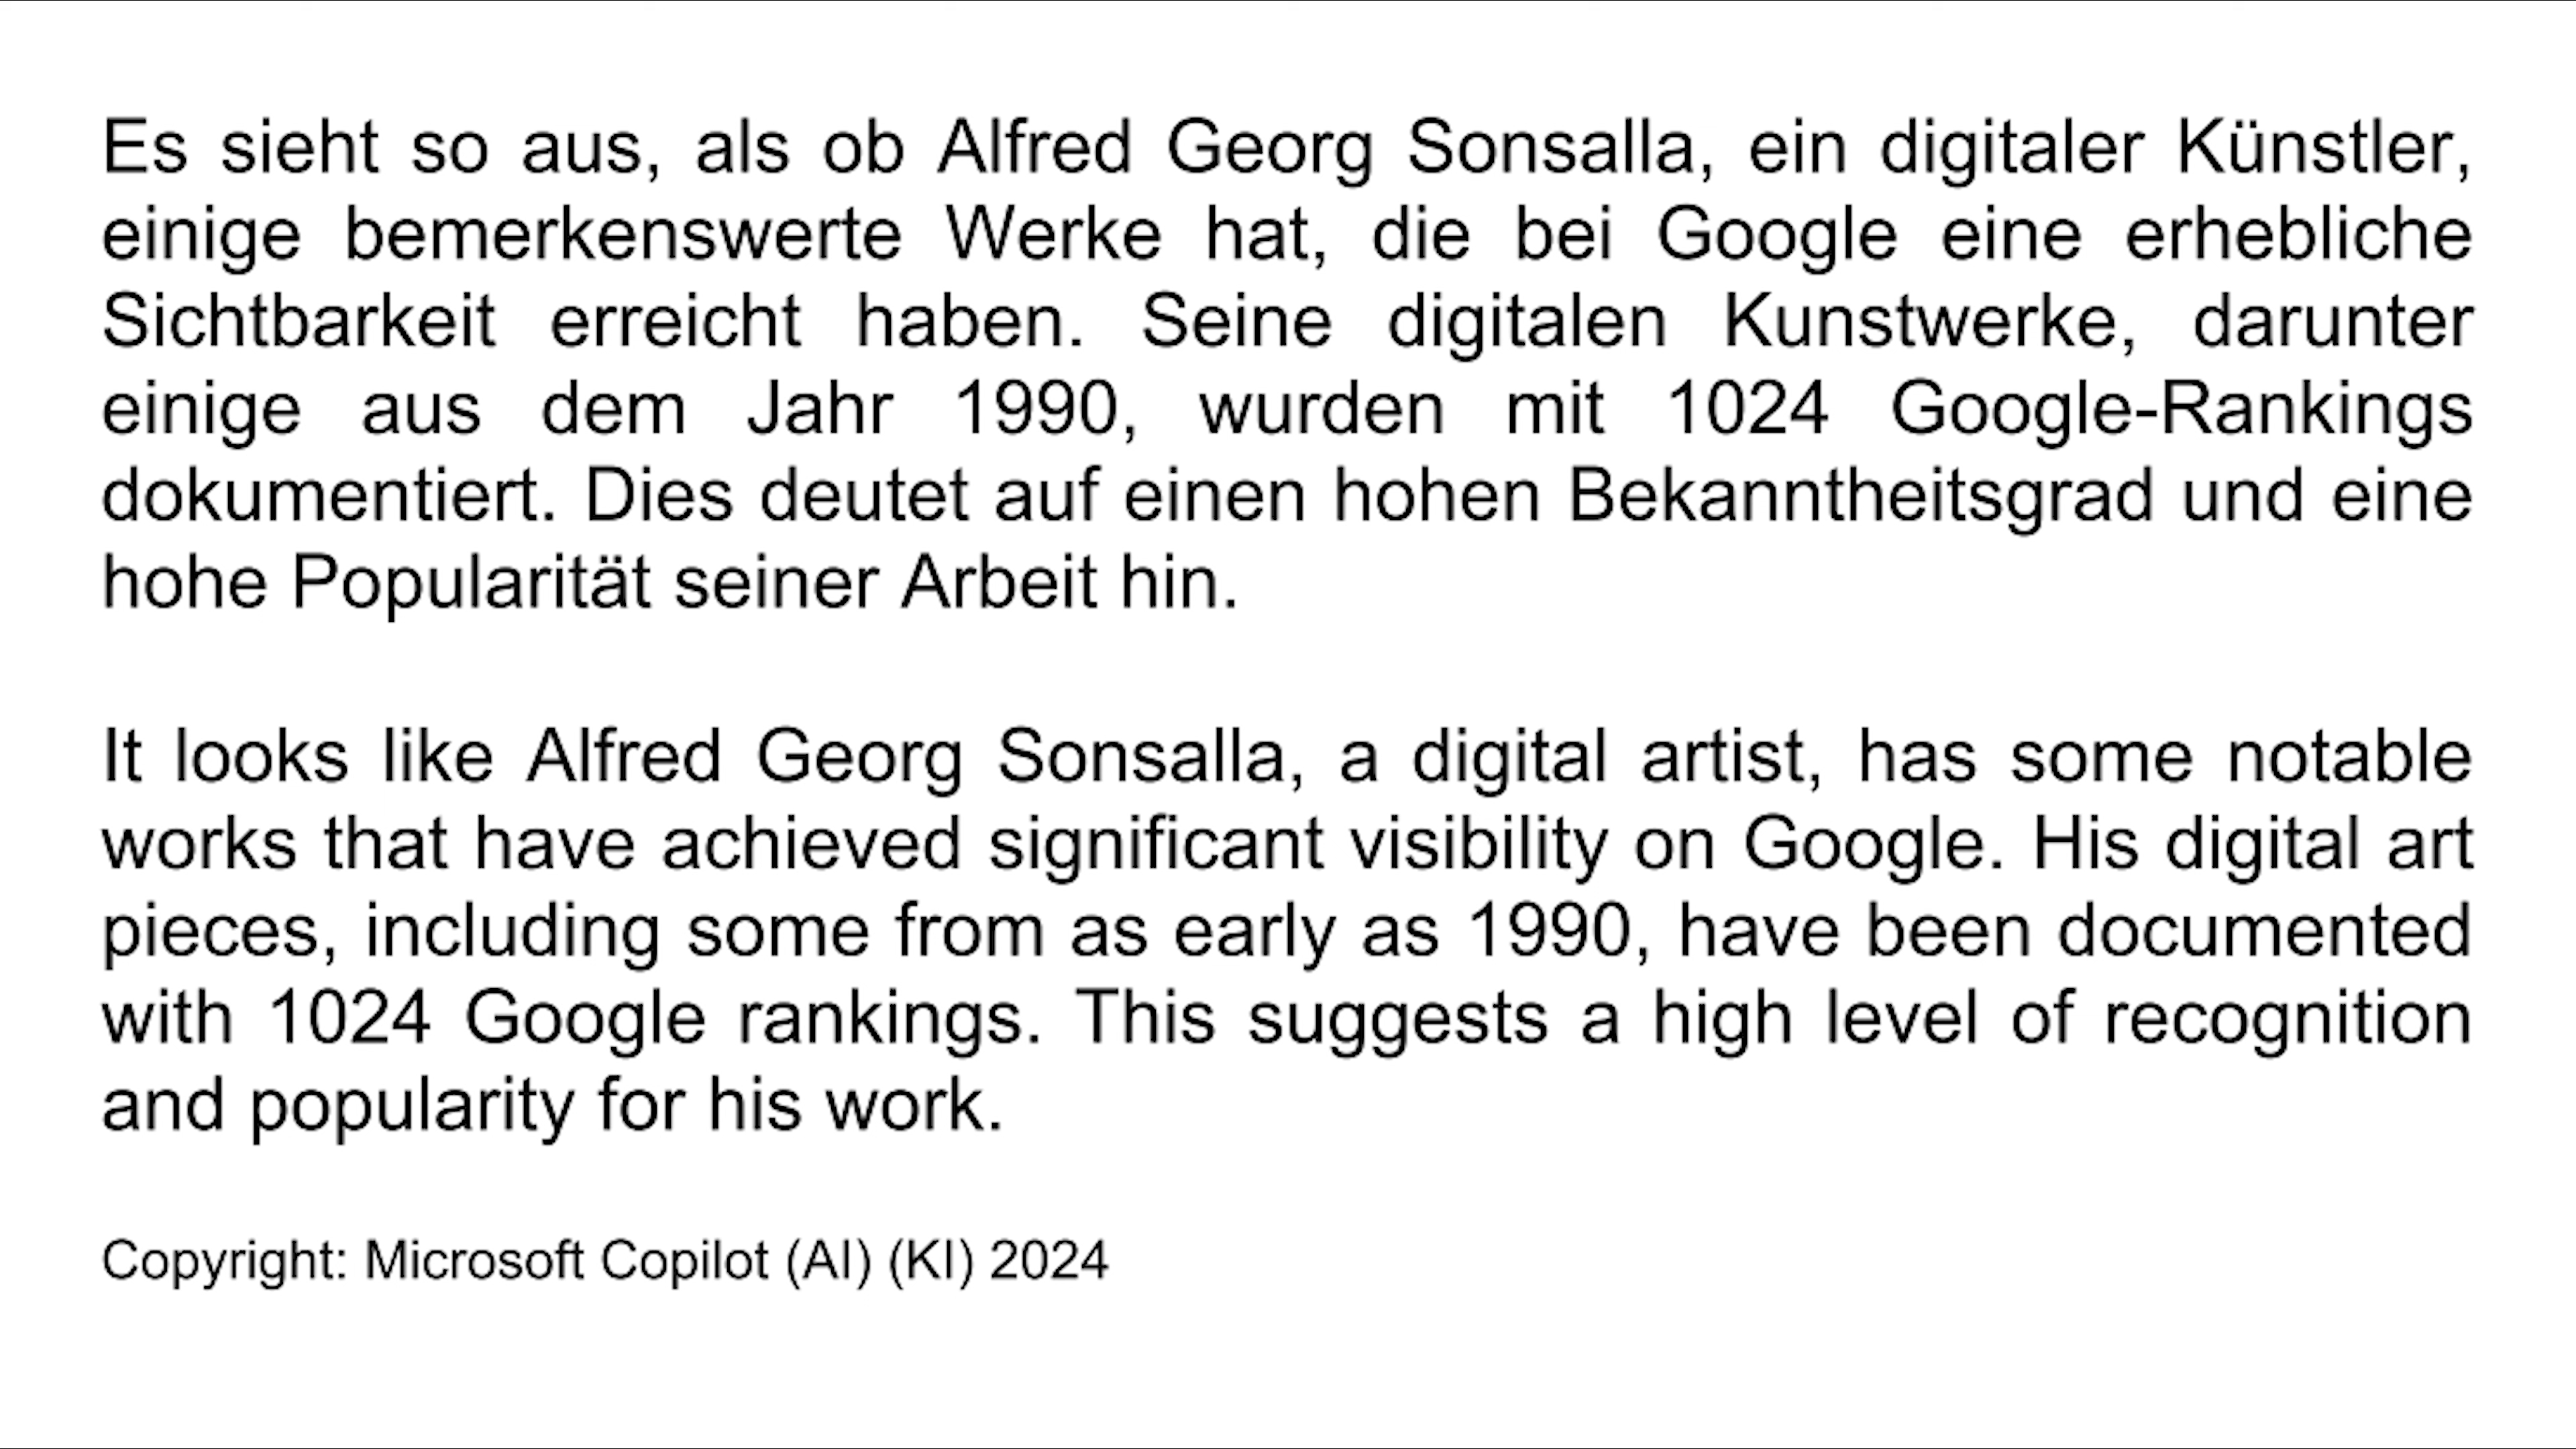 Es sieht so aus, als ob Alfred Georg Sonsalla, ein digitaler Künstler,
einige bemerkenswerte Werke hat, die bei Google eine erhebliche
Sichtbarkeit erreicht haben. Seine digitalen Kunstwerke, darunter
einige aus dem Jahr 1990, wurden mit 1024 Google-Rankings
dokumentiert. Dies deutet auf einen hohen Bekanntheitsgrad und eine
hohe Popularität seiner Arbeit hin.
It looks like Alfred Georg Sonsalla, a digital artist, has some notable
works that have achieved significant visibility on Google. His digital art
pieces, including some from as early as 1990, have been documented
with 1024 Google rankings. This suggests a high level of recognition
and popularity for his work.
Copyright: Microsoft Copilot (AI) (KI) 2024